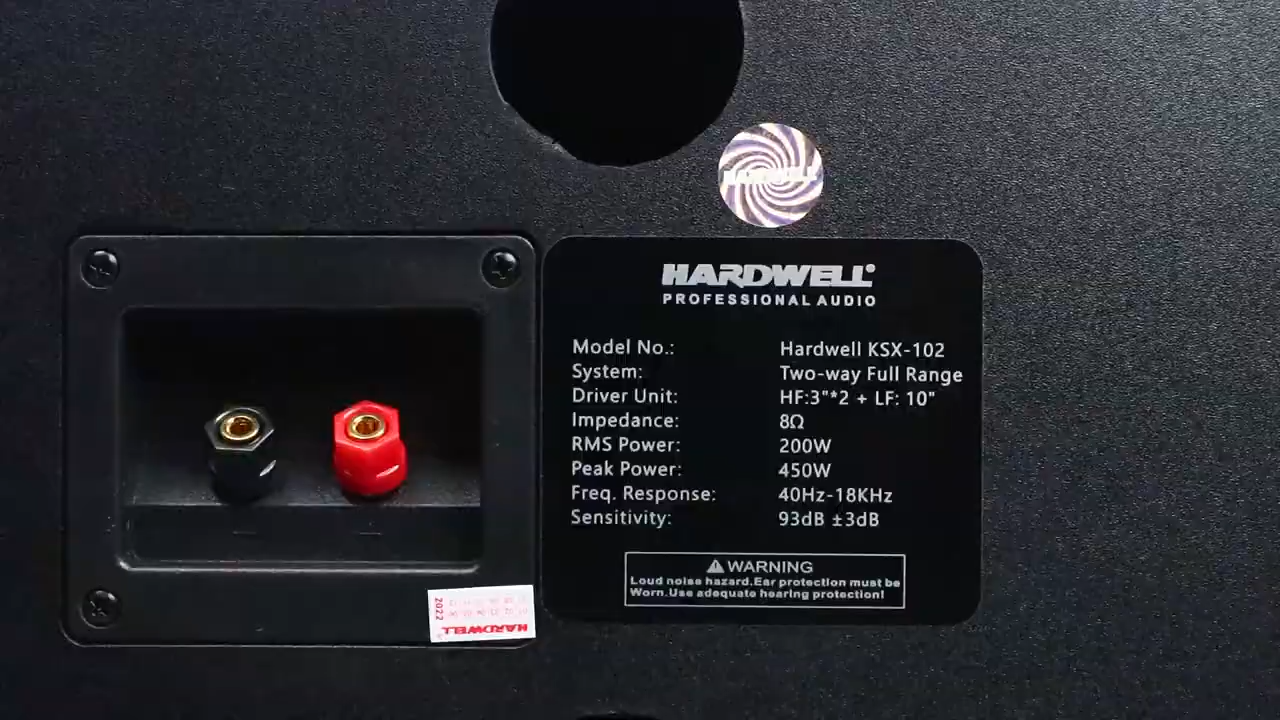 HARDWELL
HARDWELL®
PROFESSIONAL AUDIO
Model No.: Hardwell KSX-102
System: Two-way Full Range
Driver Unit: HF:3"*2 + LF: 10"
Impedance: 8Ω
RMS Power: 200W
Peak Power: 450W
Freq. Response: 40Hz-18KHz
Sensitivity: 93dB ±3dB
WARNING
Loud noise hazard.Ear protection must be
Worn.Use adequate hearing protection!
HARDWELL
2022